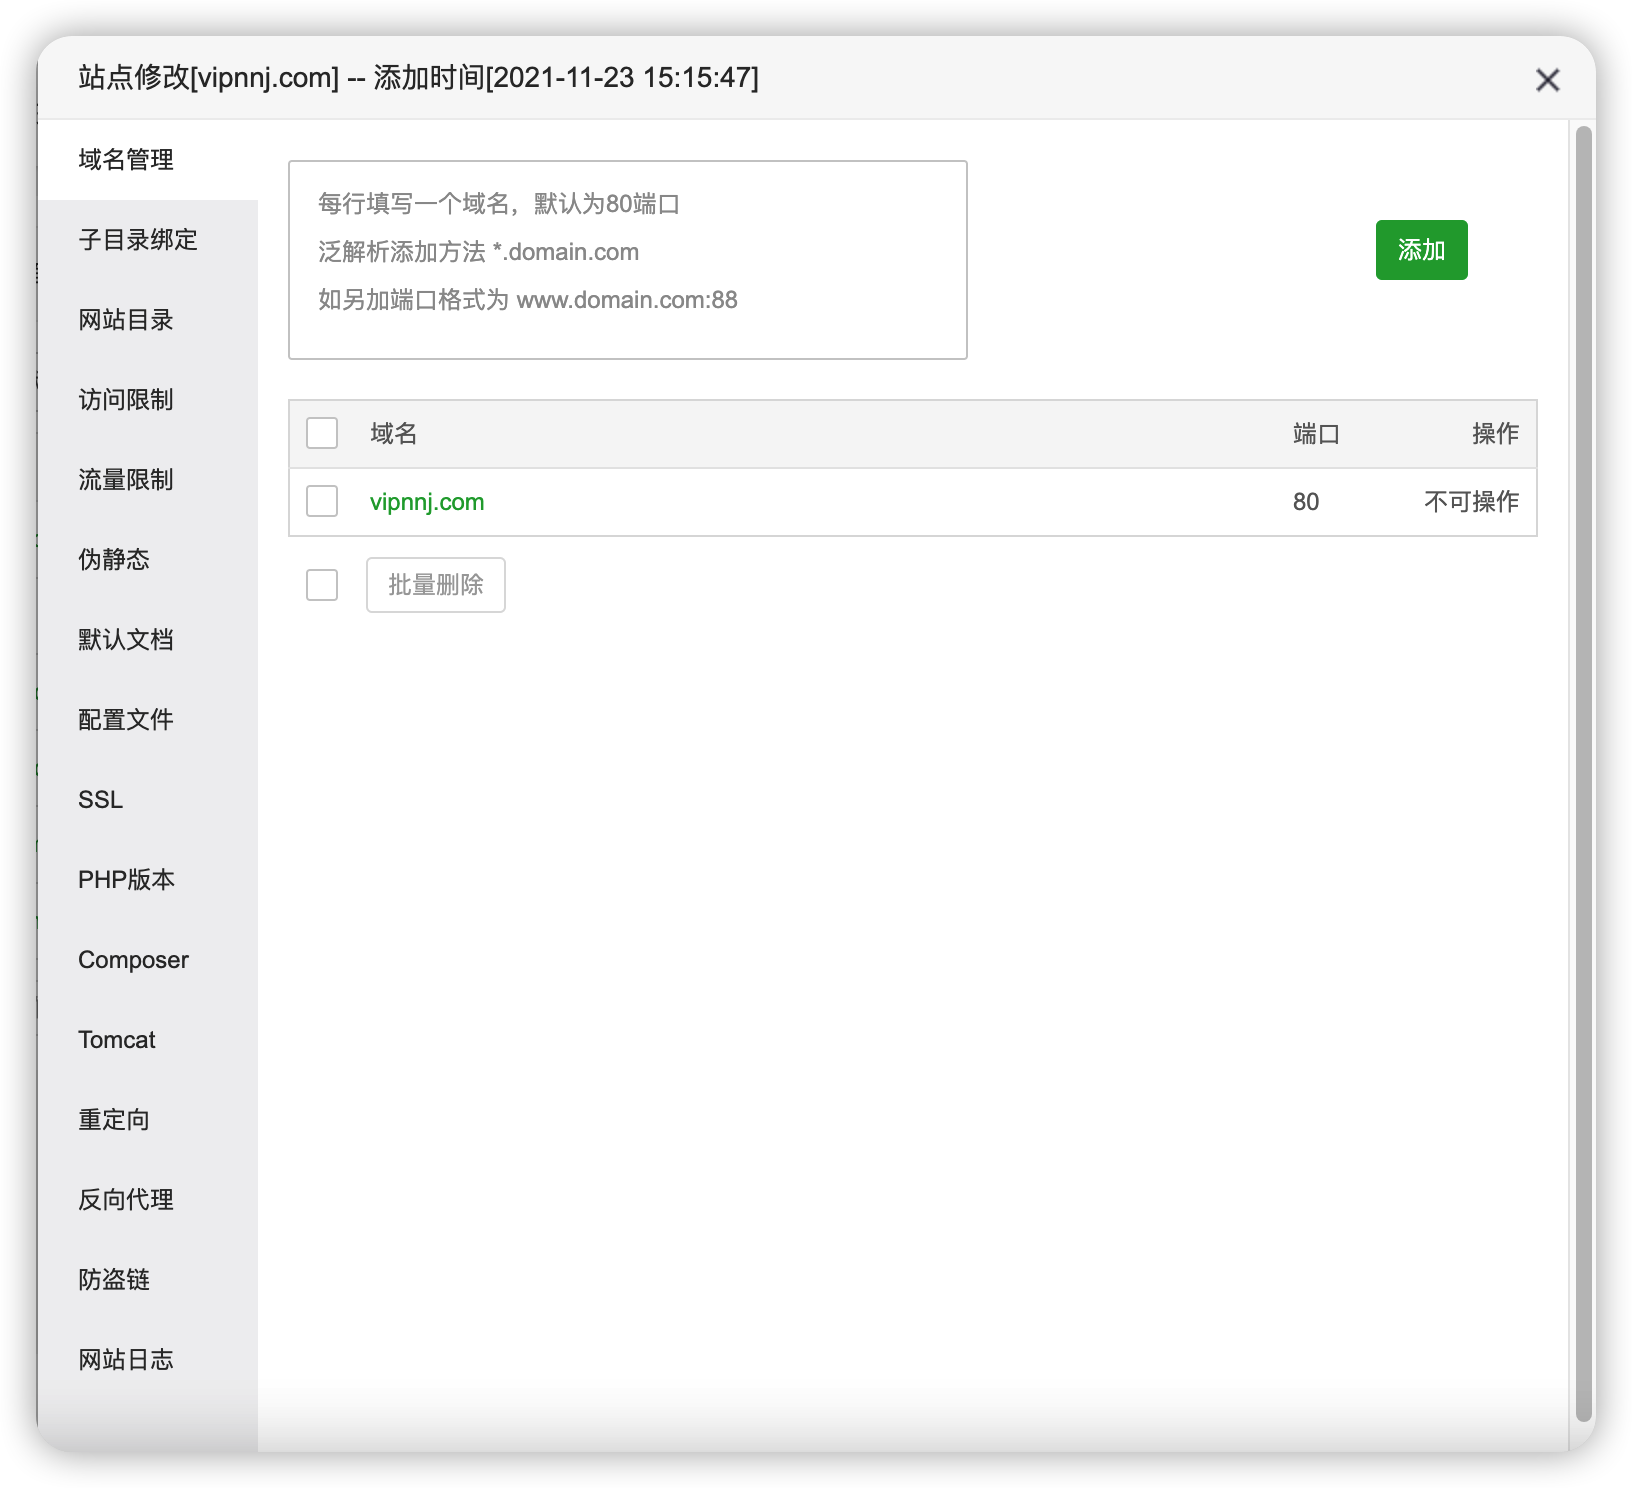 站点修改[vipnnj.com] -- 添加时间[2021-11-23 15:15:47]
域名管理
子目录绑定
网站目录
访问限制
流量限制
伪静态
默认文档
配置文件
SSL
PHP版本
Composer
Tomcat
重定向
反向代理
防盗链
网站日志
每行填写一个域名，默认为80端口
泛解析添加方法 *.domain.com
如另加端口格式为 www.domain.com:88
添加
域名 端口 操作
vipnnj.com 80 不可操作
批量删除